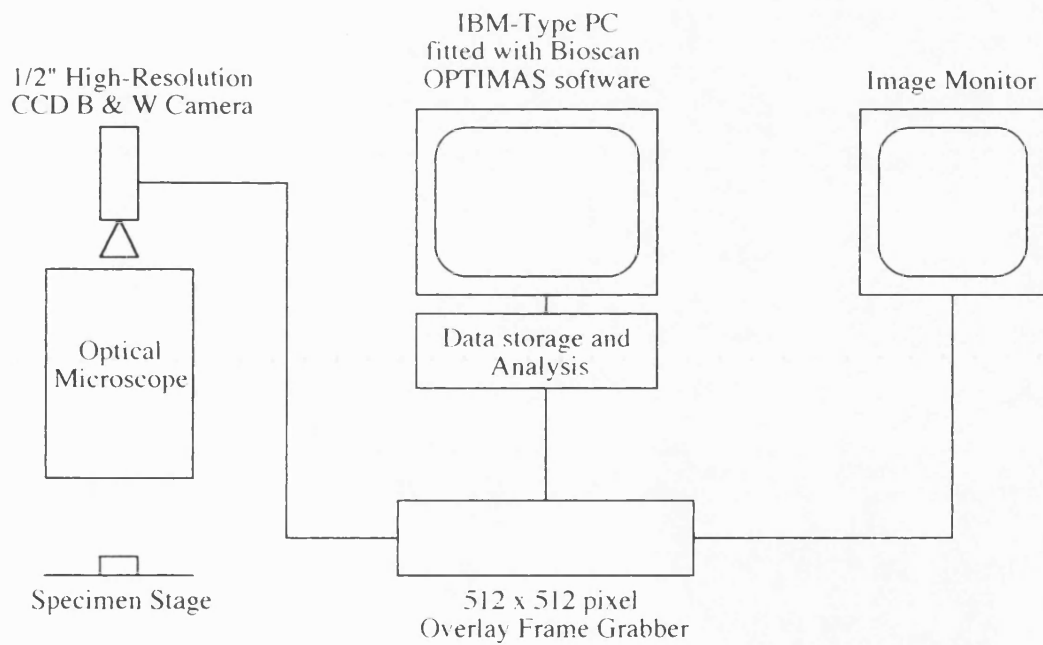 IBM-Type PC
fitted with Bioscan
OPTIMAS software
1/2" High-Resolution
CCD B & W Camera
Image Monitor
Optical
Microscope
Data storage and
Analysis
Specimen Stage
512 x 512 pixel
Overlay Frame Grabber